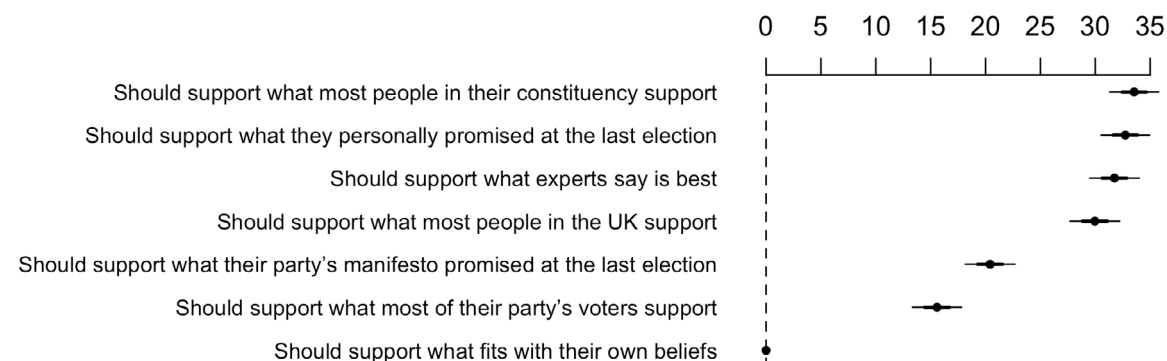 0 5 10 15 20 25 30 35
Should support what most people in their constituency support
Should support what they personally promised at the last election
Should support what experts say is best
Should support what most people in the UK support
Should support what their party’s manifesto promised at the last election
Should support what most of their party’s voters support
Should support what fits with their own beliefs